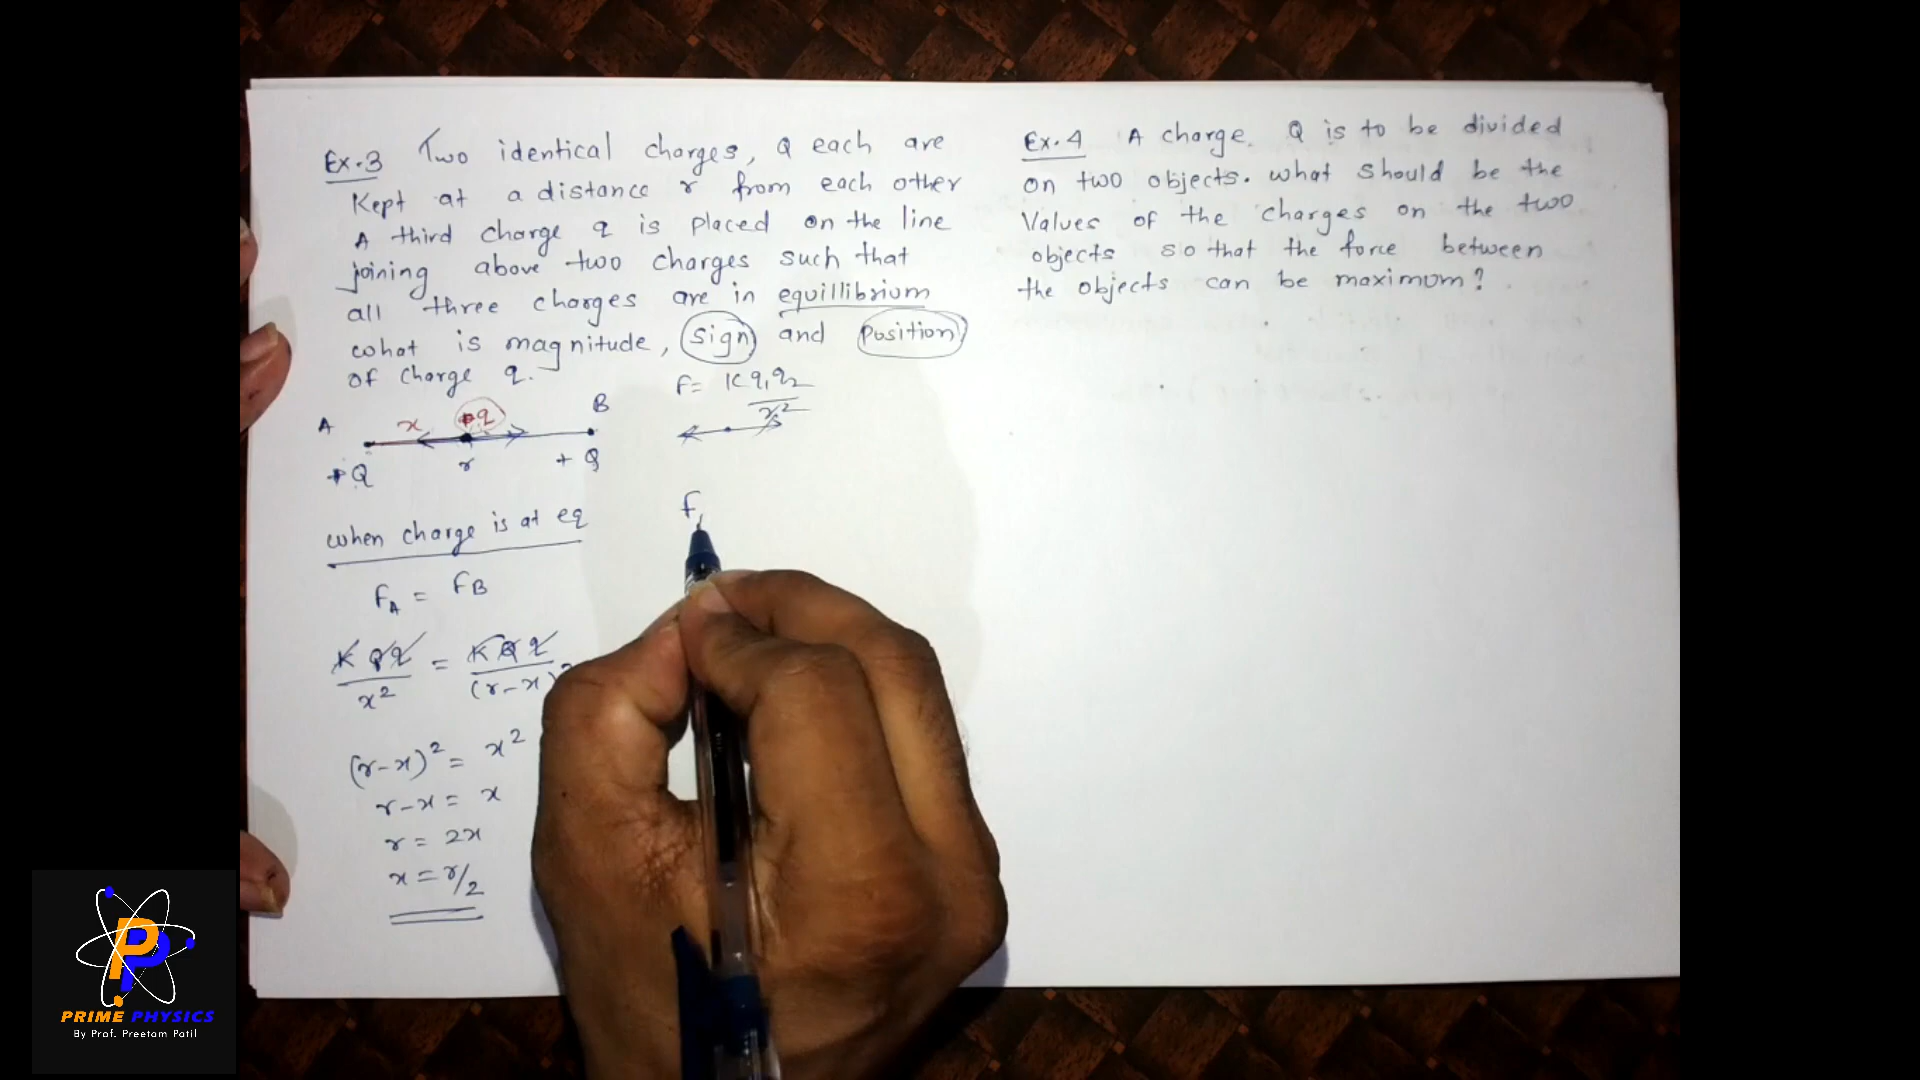 Ex.3 Two identical charges, Q each are
Kept at a distance r from each other
A third charge q is placed on the line
joining above two charges such that
all three charges are in equillibrium
what is magnitude, sign and position
of charge q.
F = K q1 q2
r2
A x +q B
+Q r + Q
when charge is at eq
FA = FB
K Q q = K Q q
x2 (r-x)
(r-x)2 = x2
r-x = x
r = 2x
x = r/2
F
Ex.4 A charge Q is to be divided
on two objects. what should be the
Values of the charges on the two
objects so that the force between
the objects can be maximum?
PRIME PHYSICS
By Prof. Preetam Patil